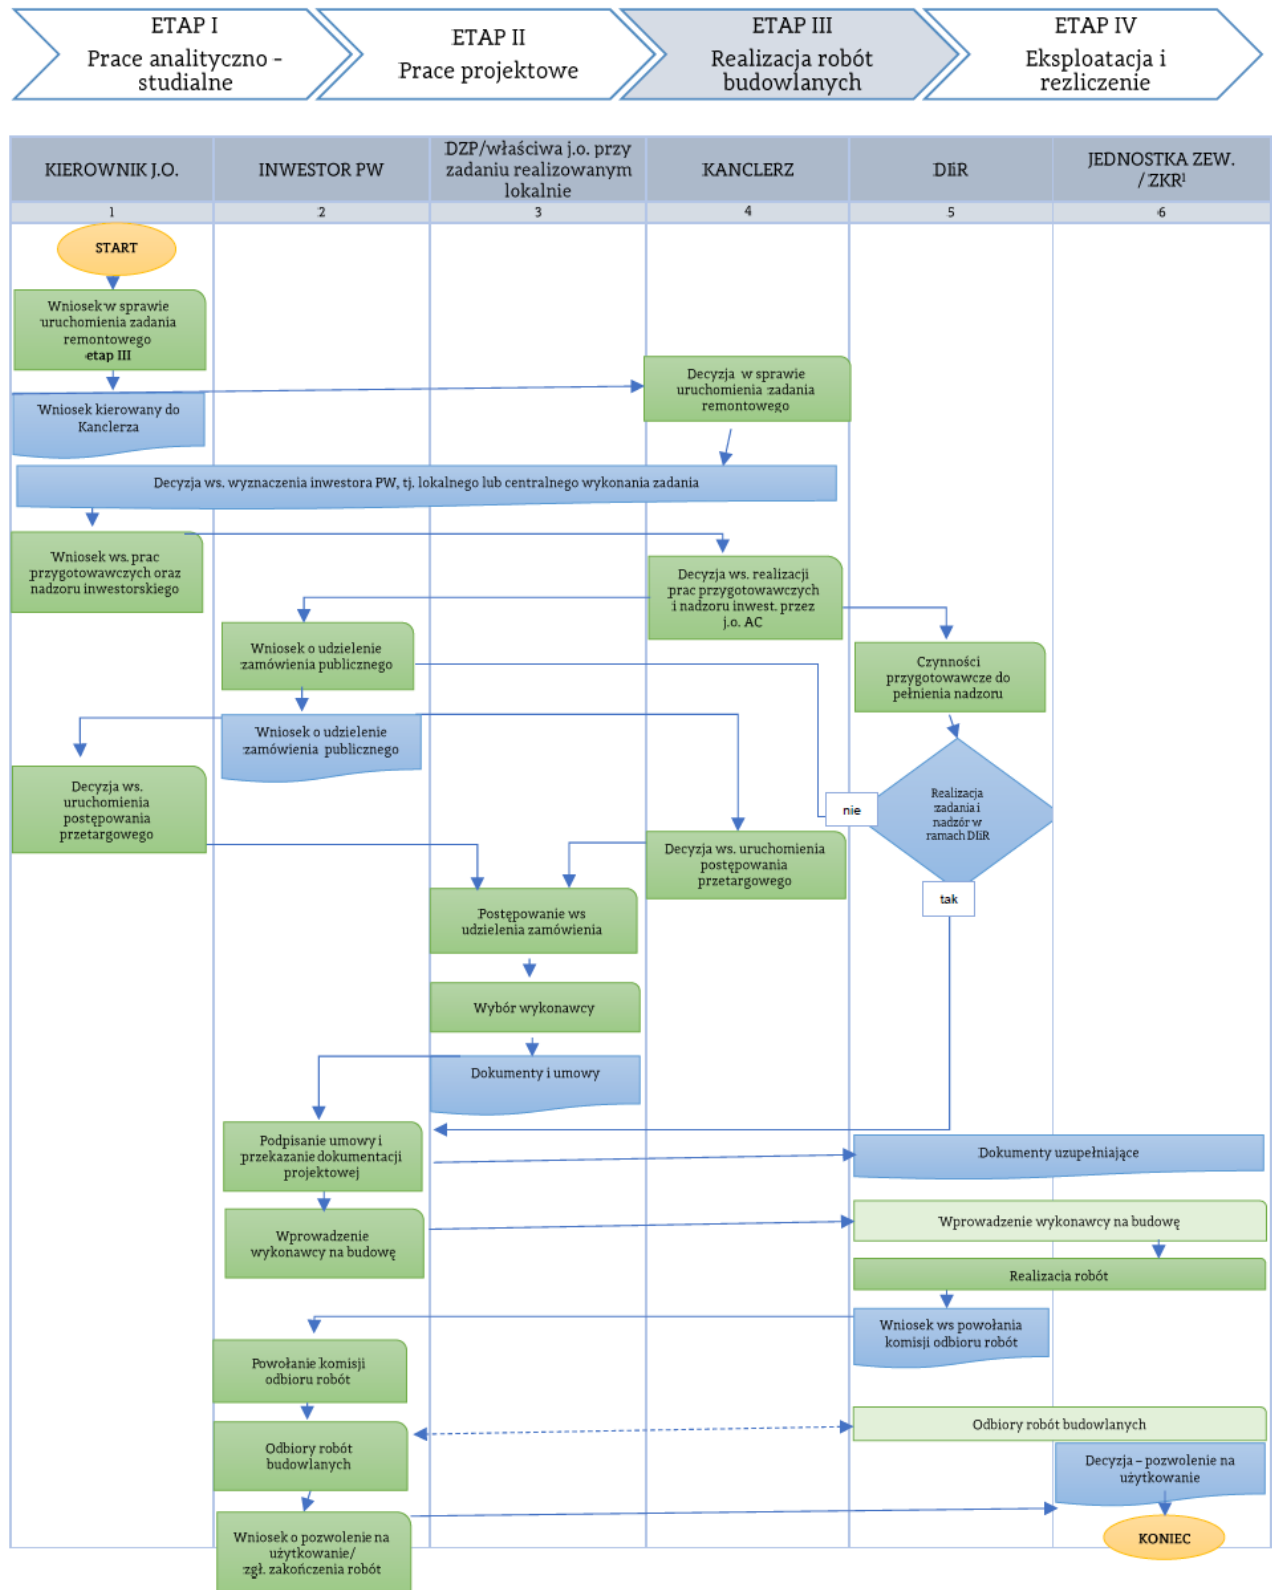 ETAP I
Prace analityczno -
studialne
ETAP II
Prace projektowe
ETAP III
Realizacja robót
budowlanych
ETAP IV
Eksploatacja i
rezliczenie
KIEROWNIK J.O.
INWESTOR PW
DZP/właściwa j.o. przy
zadaniu realizowanym
lokalnie
KANCLERZ
DIiR
JEDNOSTKA ZEW.
/ ZKR¹
1
2
3
4
5
6
START
Wniosek w sprawie
uruchomienia zadania
remontowego
etap III
Decyzja w sprawie
uruchomienia zadania
remontowego
Wniosek kierowany do
Kanclerza
Decyzja ws. wyznaczenia inwestora PW, tj. lokalnego lub centralnego wykonania zadania
Wniosek ws. prac
przygotowawczych oraz
nadzoru inwestorskiego
Decyzja ws. realizacji
prac przygotowawczych
i nadzoru inwest. przez
j.o. AC
Wniosek o udzielenie
zamówienia publicznego
Czynności
przygotowawcze do
pełnienia nadzoru
Wniosek o udzielenie
zamówienia publicznego
Decyzja ws.
uruchomienia
postępowania
przetargowego
Realizacja
zadania i
nadzór w
ramach DIiR
nie
Decyzja ws. uruchomienia
postępowania
przetargowego
tak
Postępowanie ws
udzielenia zamówienia
Wybór wykonawcy
Dokumenty i umowy
Podpisanie umowy i
przekazanie dokumentacji
projektowej
Dokumenty uzupełniające
Wprowadzenie
wykonawcy na budowę
Wprowadzenie wykonawcy na budowę
Realizacja robót
Wniosek ws powołania
komisji odbioru robót
Powołanie komisji
odbioru robót
Odbiory robót budowlanych
Odbiory robót
budowlanych
Decyzja – pozwolenie na
użytkowanie
Wniosek o pozwolenie na
użytkowanie/
zgł. zakończenia robót
KONIEC